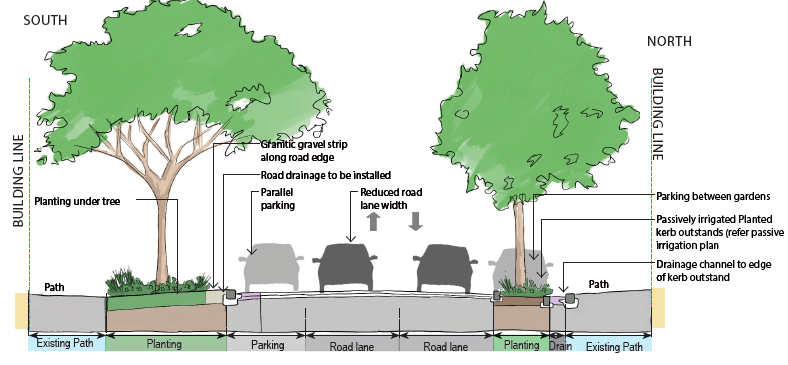 SOUTH
NORTH
BUILDING LINE
BUILDING LINE
Granitic gravel strip
along road edge
Road drainage to be installed
Parallel
parking
Reduced road
lane width
Planting under tree
Parking between gardens
Passively irrigated Planted
kerb outstands (refer passive
irrigation plan
Drainage channel to edge
of kerb outstand
Path
Path
Existing Path
Planting
Parking
Road lane
Road lane
Planting
Drain
Existing Path